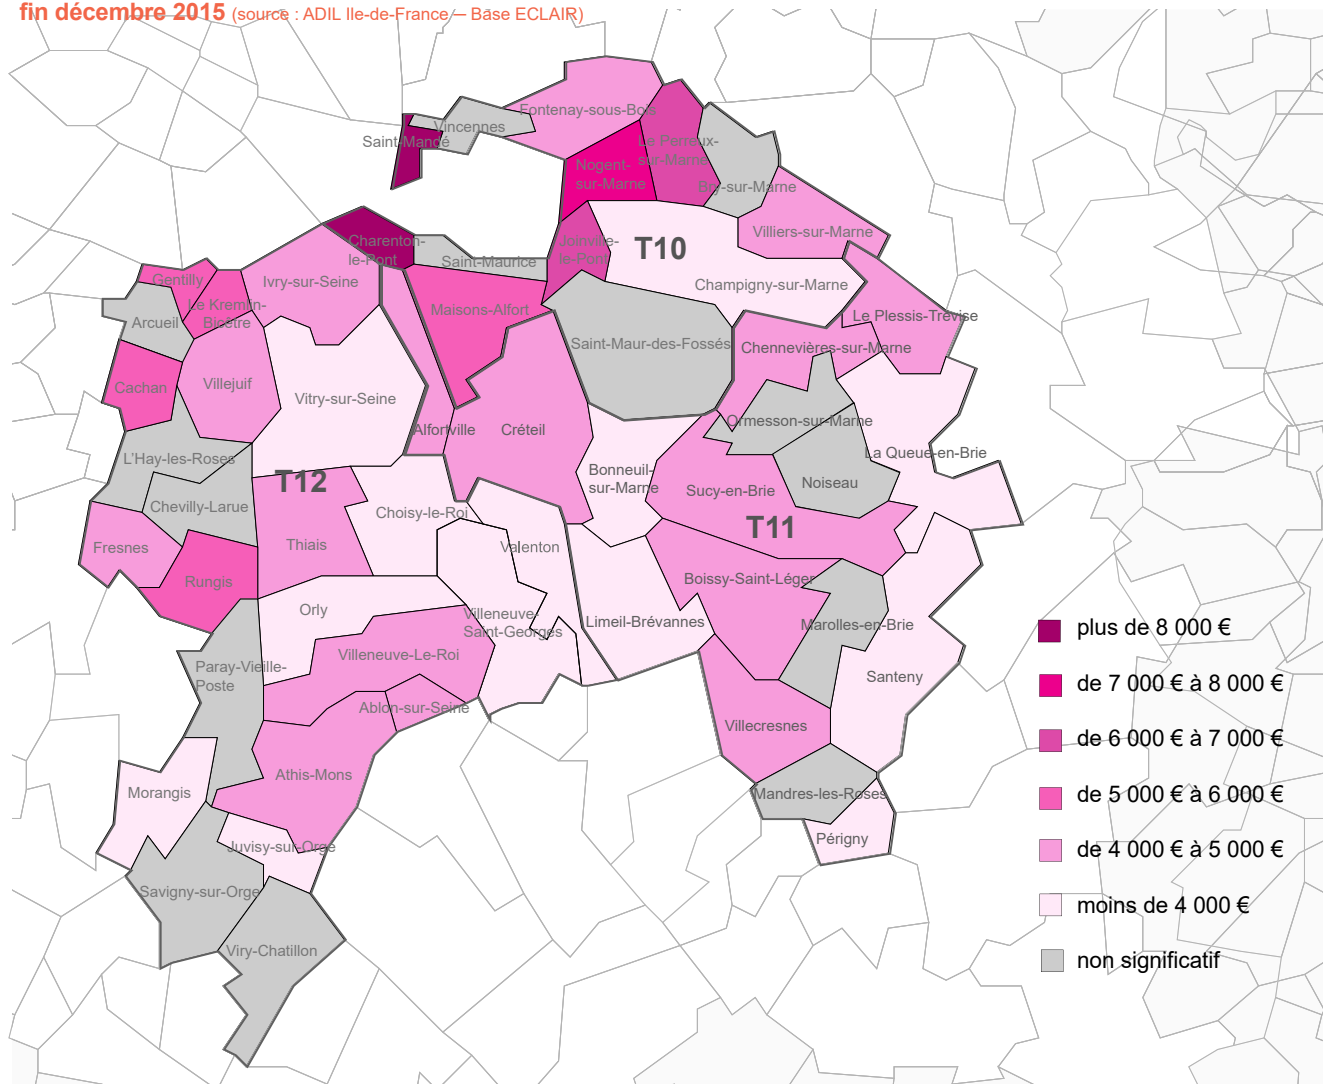 fin décembre 2015 (source : ADIL Ile-de-France — Base ECLAIR)
Fontenay-sous-Bois
Vincennes
Saint-Mandé
Le Perreux-
sur-Marne
Nogent-
sur-Marne
Bry-sur-Marne
Villiers-sur-Marne
Charenton-
le-Pont
Joinville-
le-Pont
T10
Saint-Maurice
Champigny-sur-Marne
Gentilly
Ivry-sur-Seine
Le Kremlin-
Bicêtre
Arcueil
Maisons-Alfort
Le Plessis-Trévise
Saint-Maur-des-Fossés
Chennevières-sur-Marne
Cachan
Villejuif
Vitry-sur-Seine
Alfortville
Créteil
Ormesson-sur-Marne
La Queue-en-Brie
L'Hay-les-Roses
Bonneuil-
sur-Marne
T12
Sucy-en-Brie
Noiseau
Chevilly-Larue
Choisy-le-Roi
T11
Fresnes
Thiais
Valenton
Rungis
Boissy-Saint-Léger
Orly
Villeneuve-
Saint-Georges
Limeil-Brévannes
Marolles-en-Brie
Villeneuve-Le-Roi
Paray-Vieille-
Poste
Santeny
Ablon-sur-Seine
Villecresnes
Athis-Mons
Morangis
Mandres-les-Roses
Périgny
Juvisy-sur-Orge
Savigny-sur-Orge
Viry-Chatillon
plus de 8 000 €
de 7 000 € à 8 000 €
de 6 000 € à 7 000 €
de 5 000 € à 6 000 €
de 4 000 € à 5 000 €
moins de 4 000 €
non significatif